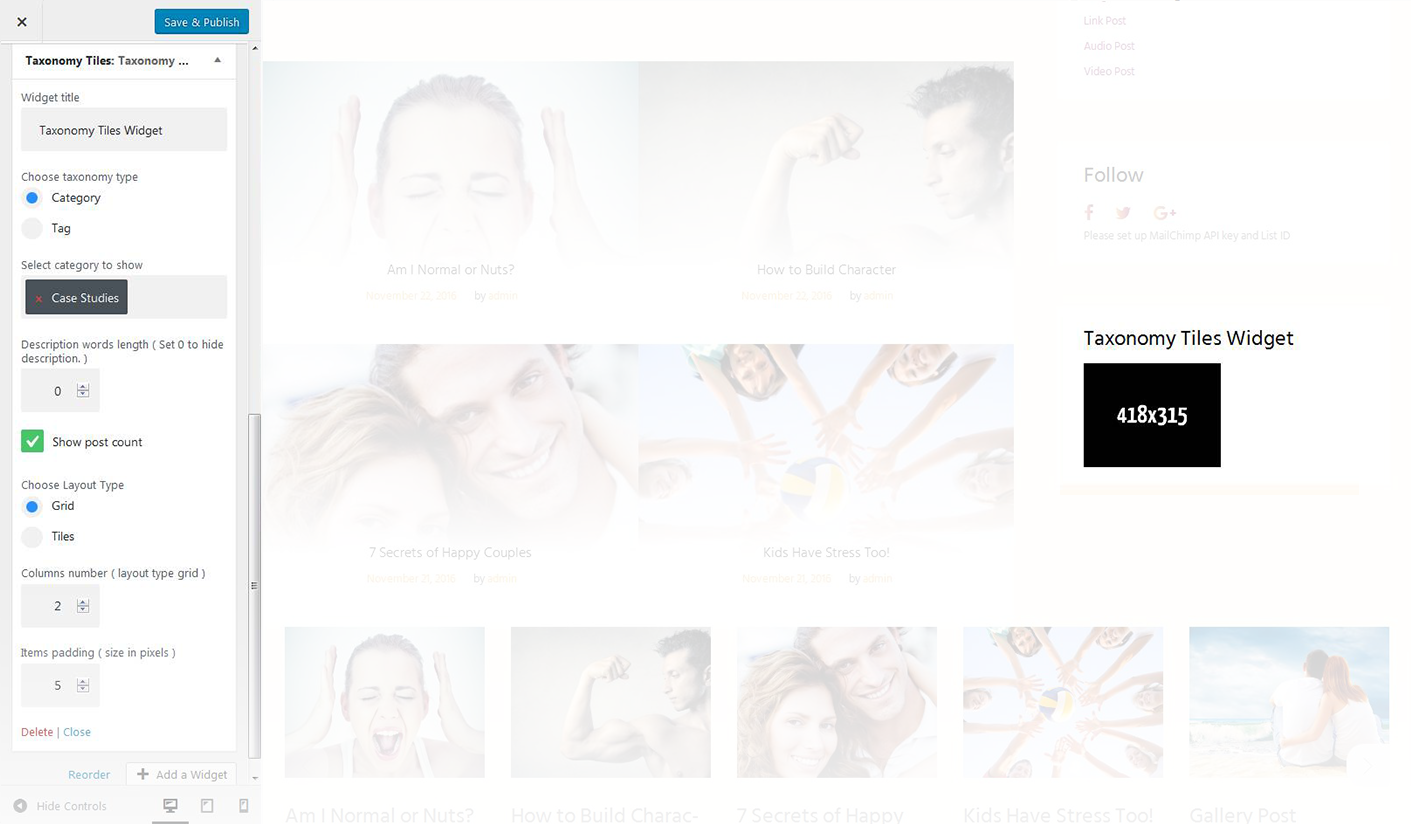 Save & Publish
Taxonomy Tiles: Taxonomy ...
Widget title
Taxonomy Tiles Widget
Choose taxonomy type
Category
Tag
Select category to show
× Case Studies
Description words length ( Set 0 to hide
description. )
0
Show post count
Choose Layout Type
Grid
Tiles
Columns number ( layout type grid )
2
Items padding ( size in pixels )
5
Delete | Close
Reorder
Add a Widget
Hide Controls
Am I Normal or Nuts?
November 22, 2016 by admin
How to Build Character
November 22, 2016 by admin
7 Secrets of Happy Couples
November 21, 2016 by admin
Kids Have Stress Too!
November 21, 2016 by admin
Am I Normal or Nuts?
How to Build Charac-
7 Secrets of Happy
Kids Have Stress Too!
Gallery Post
Link Post
Audio Post
Video Post
Follow
Please set up MailChimp API key and List ID
Taxonomy Tiles Widget
418x315